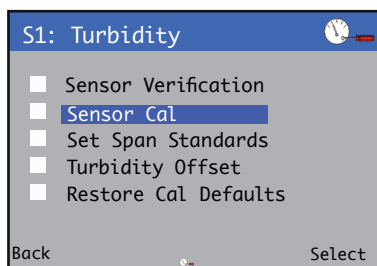 S1: Turbidity
Sensor Verification
Sensor Cal
Set Span Standards
Turbidity Offset
Restore Cal Defaults
Back Select